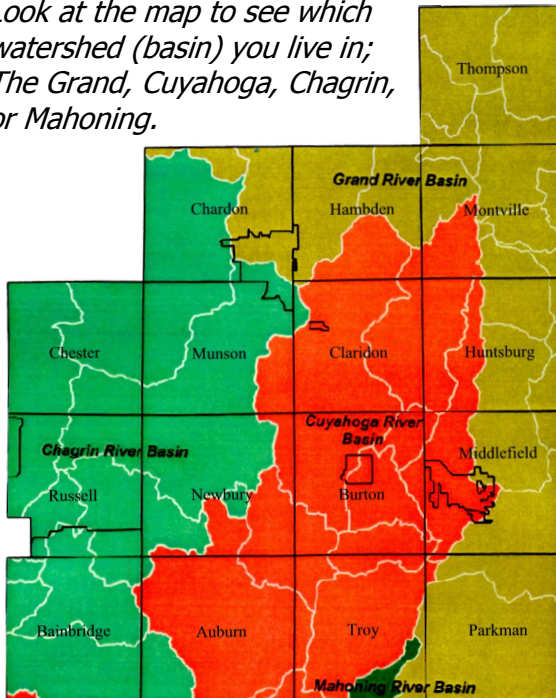 Look at the map to see which
watershed (basin) you live in;
The Grand, Cuyahoga, Chagrin,
or Mahoning.
Thompson
Grand River Basin
Chardon
Hambden
Montville
Chester
Munson
Claridon
Huntsburg
Cuyahoga River
Basin
Chagrin River Basin
Middlefield
Russell
Newbury
Burton
Bainbridge
Auburn
Troy
Parkman
Mahoning River Basin